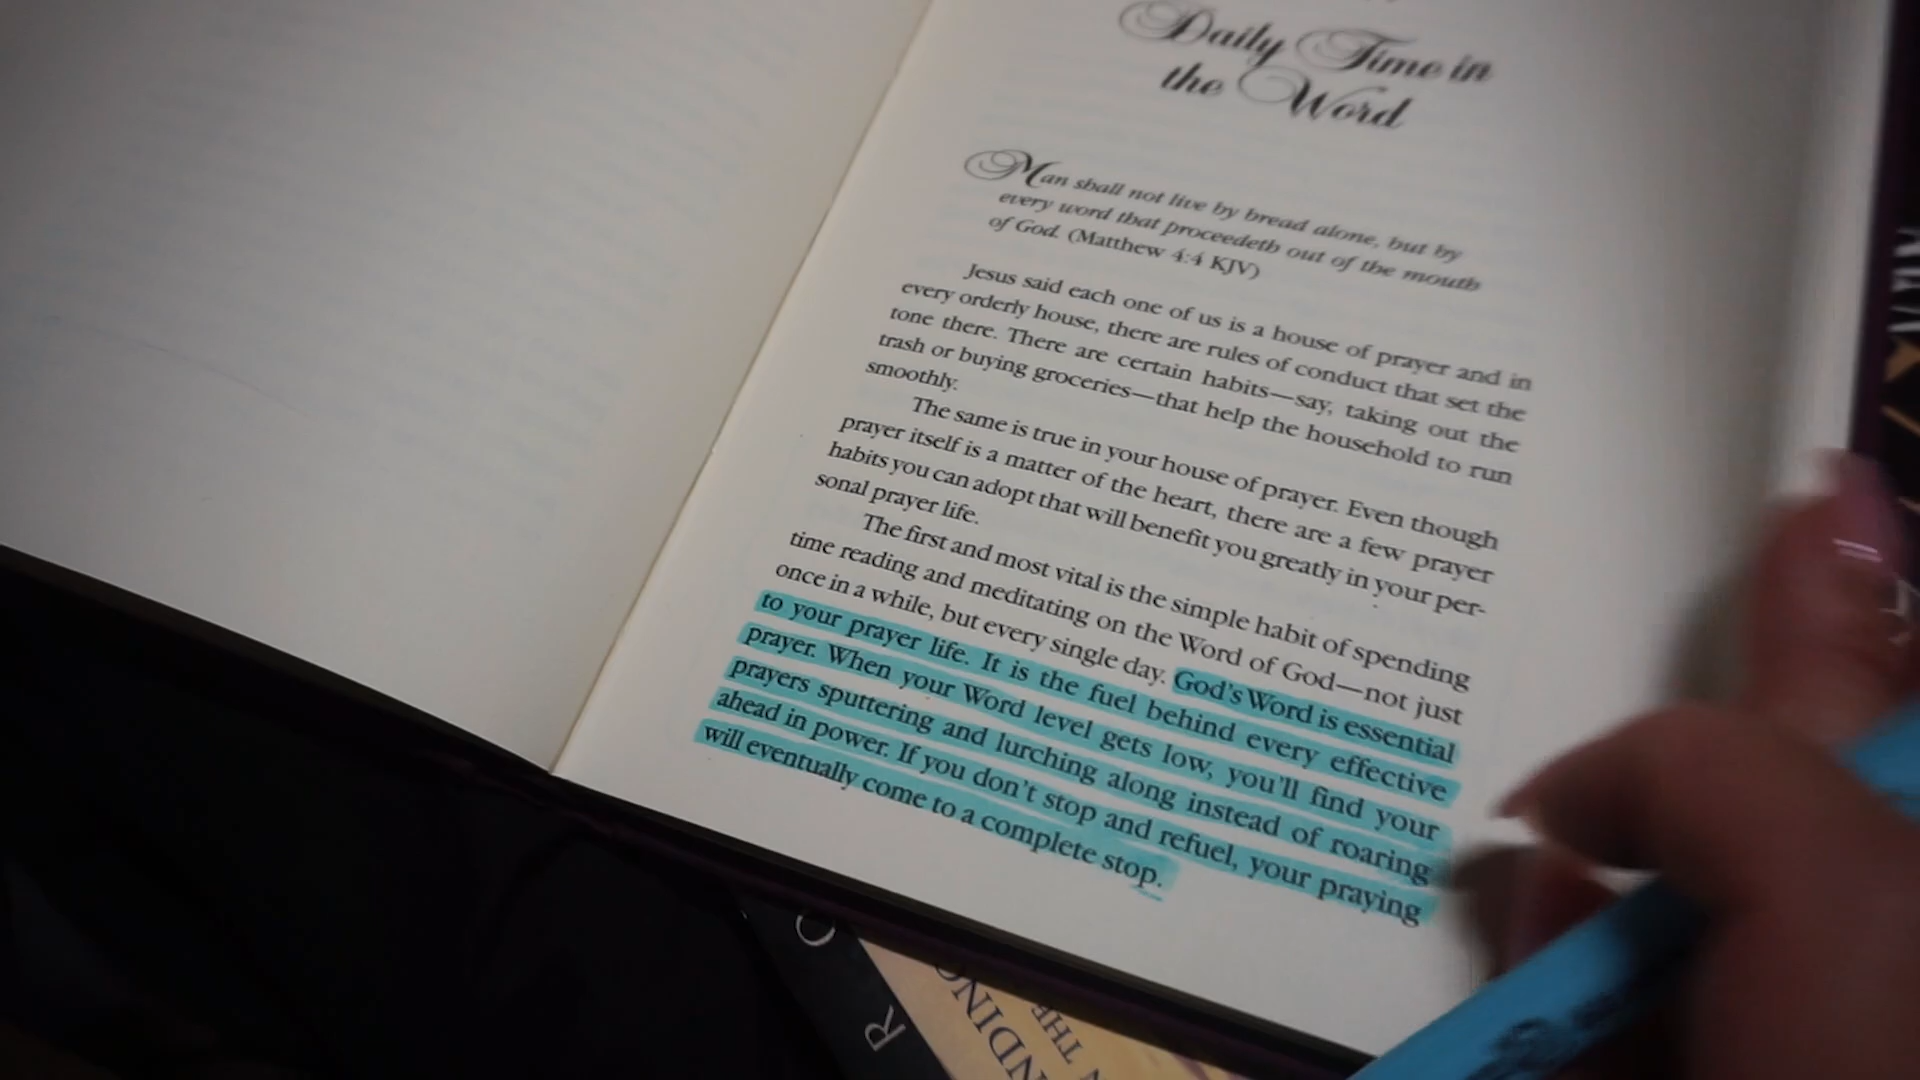 Daily Time in
the Word
Man shall not live by bread alone, but by
every word that proceedeth out of the mouth
of God. (Matthew 4:4 KJV)
Jesus said each one of us is a house of prayer and in
every orderly house, there are rules of conduct that set the
tone there. There are certain habits—say, taking out the
trash or buying groceries—that help the household to run
smoothly.
The same is true in your house of prayer. Even though
prayer itself is a matter of the heart, there are a few prayer
habits you can adopt that will benefit you greatly in your per-
sonal prayer life.
The first and most vital is the simple habit of spending
time reading and meditating on the Word of God—not just
once in a while, but every single day. God's Word is essential
to your prayer life. It is the fuel behind every effective
prayer. When your Word level gets low, you'll find your
prayers sputtering and lurching along instead of roaring
ahead in power. If you don't stop and refuel, your praying
will eventually come to a complete stop.
R O
NDING
THE